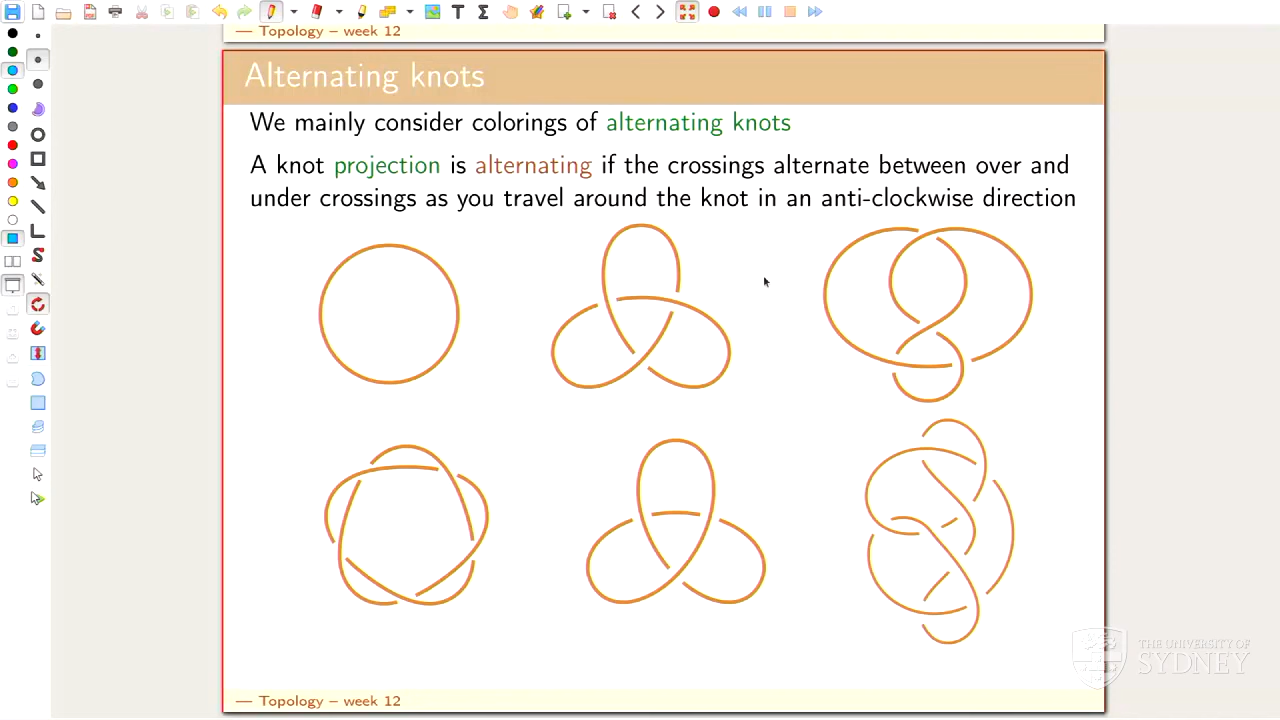 — Topology – week 12
Alternating knots
We mainly consider colorings of alternating knots
A knot projection is alternating if the crossings alternate between over and
under crossings as you travel around the knot in an anti-clockwise direction
THE UNIVERSITY OF
SYDNEY
— Topology – week 12